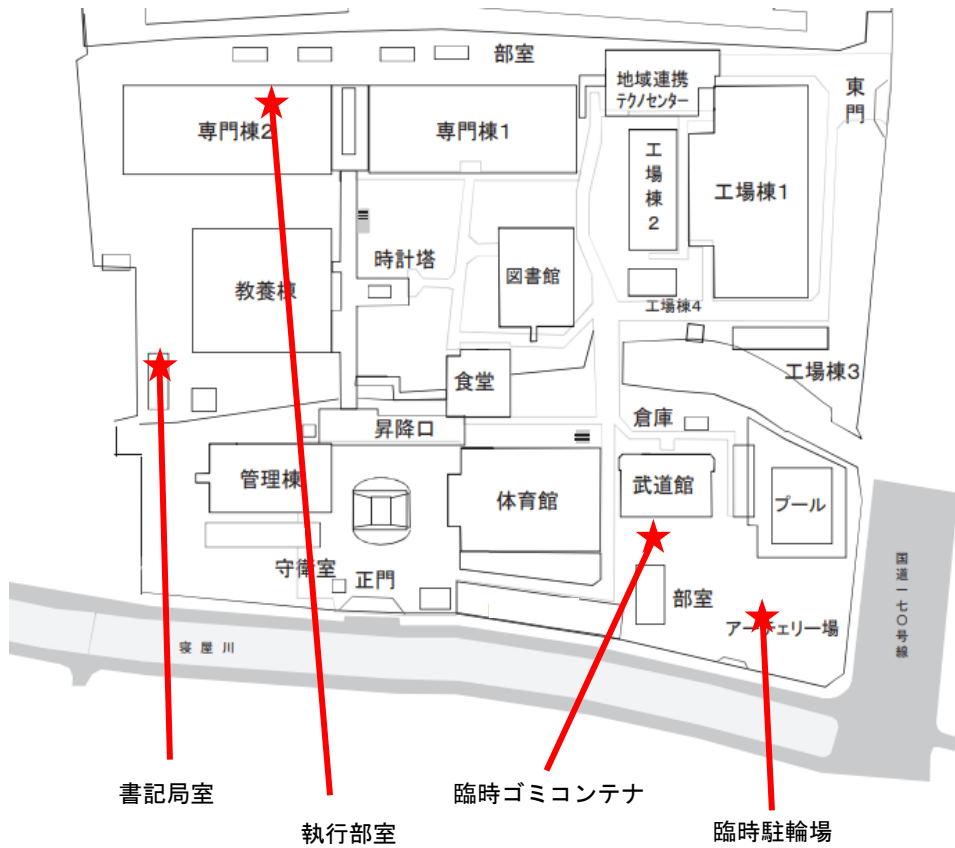 部室
地域連携
テクノセンター
東門
専門棟2
専門棟1
工場棟2
工場棟1
時計塔
図書館
教養棟
工場棟4
工場棟3
食堂
倉庫
昇降口
管理棟
体育館
武道館
プール
守衛室
正門
部室
アーチェリー場
国道一七〇号線
寝屋川
書記局室
臨時ゴミコンテナ
執行部室
臨時駐輪場